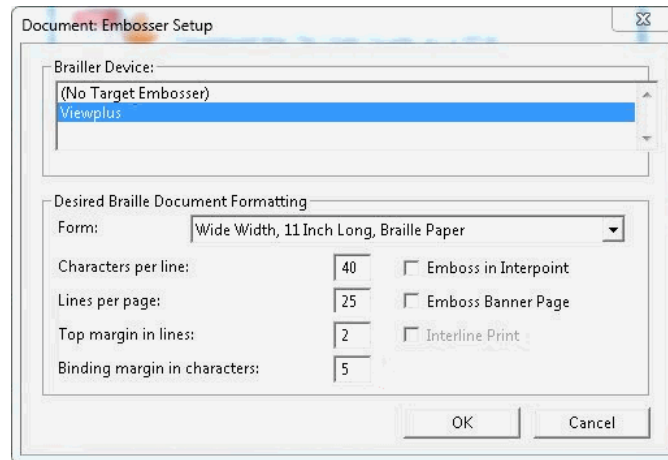 Document: Embosser Setup
Brailler Device:
(No Target Embosser)
Viewplus
Desired Braille Document Formatting
Form: Wide Width, 11 Inch Long, Braille Paper
Characters per line: 40 Emboss in Interpoint
Lines per page: 25 Emboss Banner Page
Top margin in lines: 2 Interline Print
Binding margin in characters: 5
OK Cancel